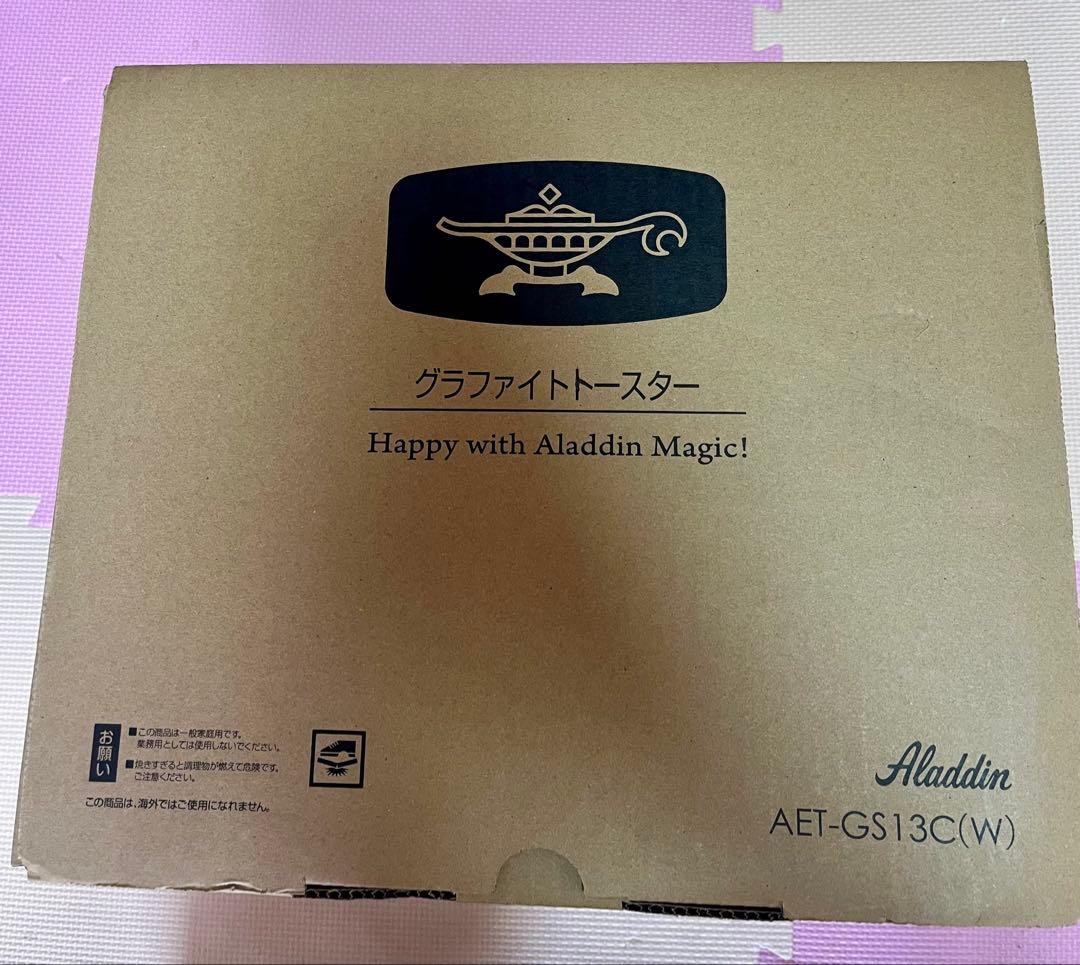 グラファイトトースター
Happy with Aladdin Magic!
お願い
■この商品は一般家庭用です。
業務用としては使用しないでください。
■焼きすぎると調理物が燃えて危険です。
ご注意ください。
この商品は、海外ではご使用になれません。
Aladdin
AET-GS13C(W)